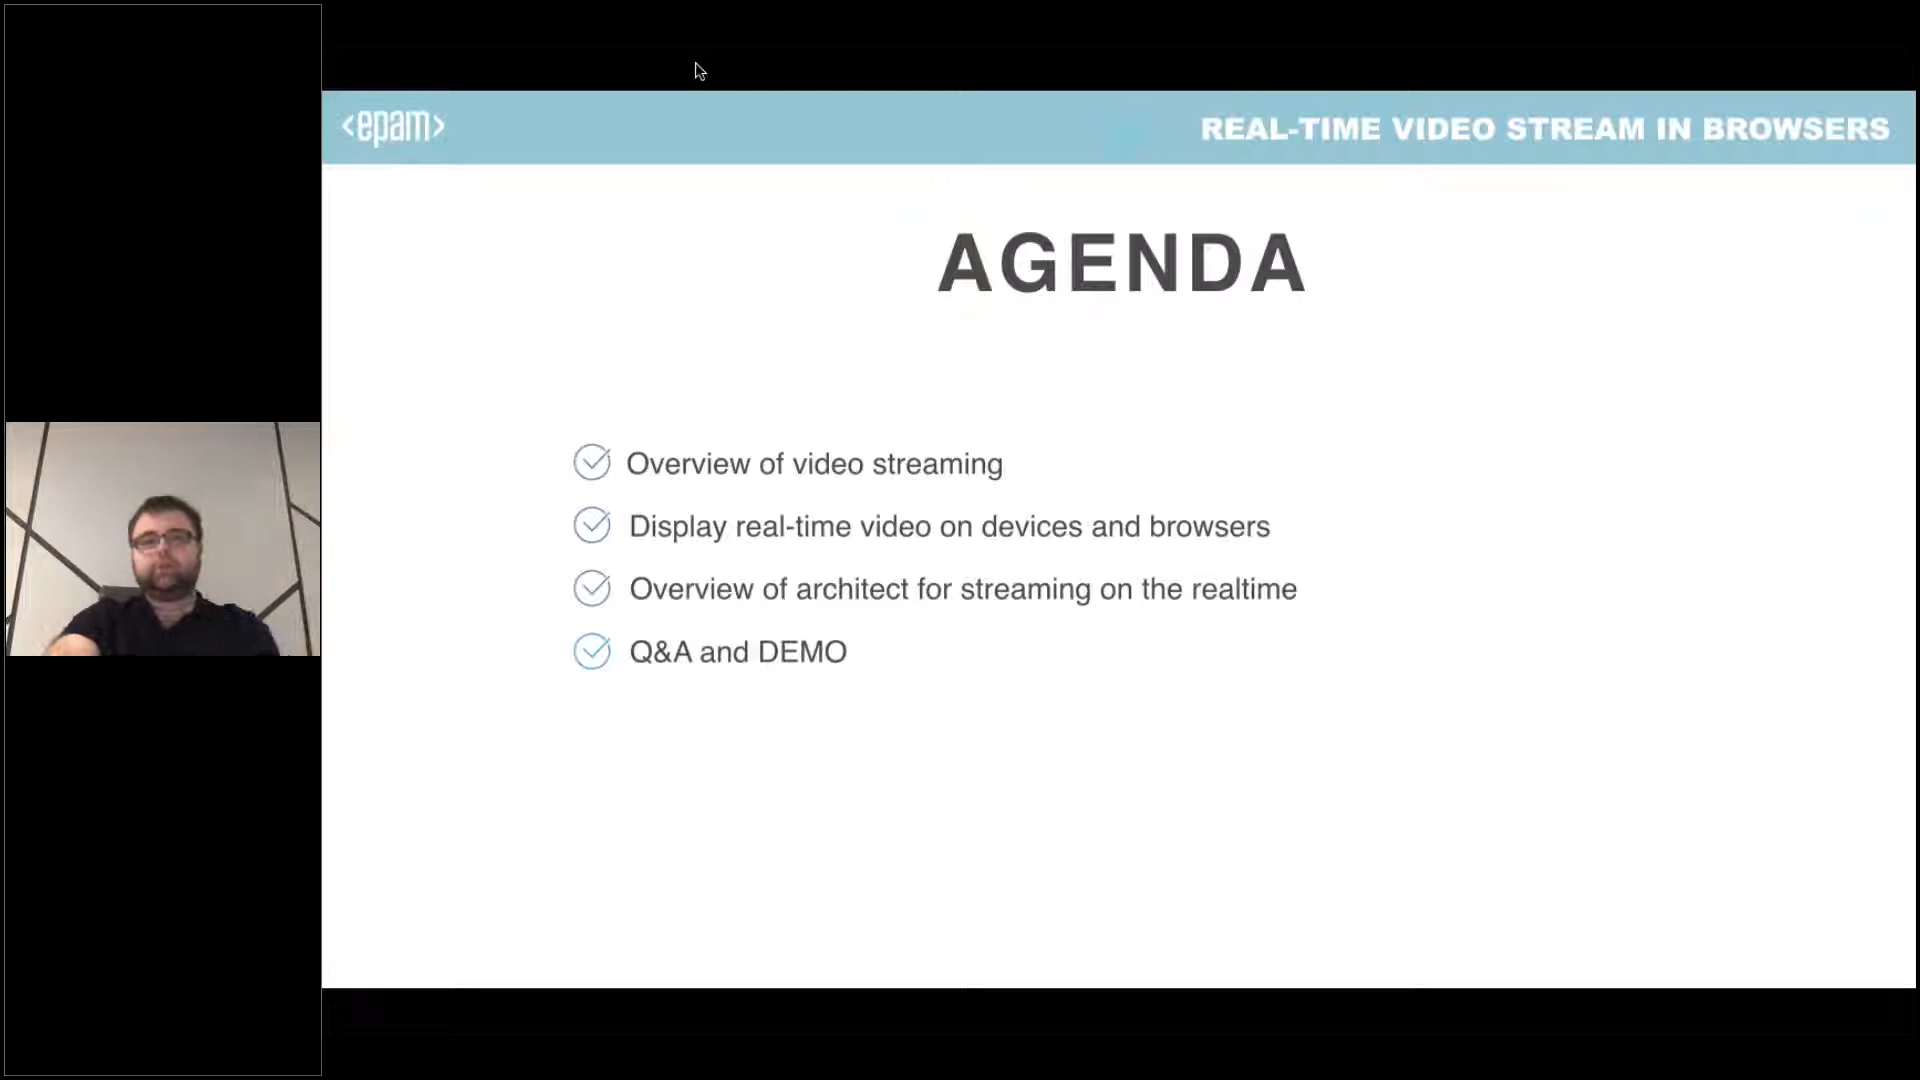 <epam>
REAL-TIME VIDEO STREAM IN BROWSERS
AGENDA
Overview of video streaming
Display real-time video on devices and browsers
Overview of architect for streaming on the realtime
Q&A and DEMO